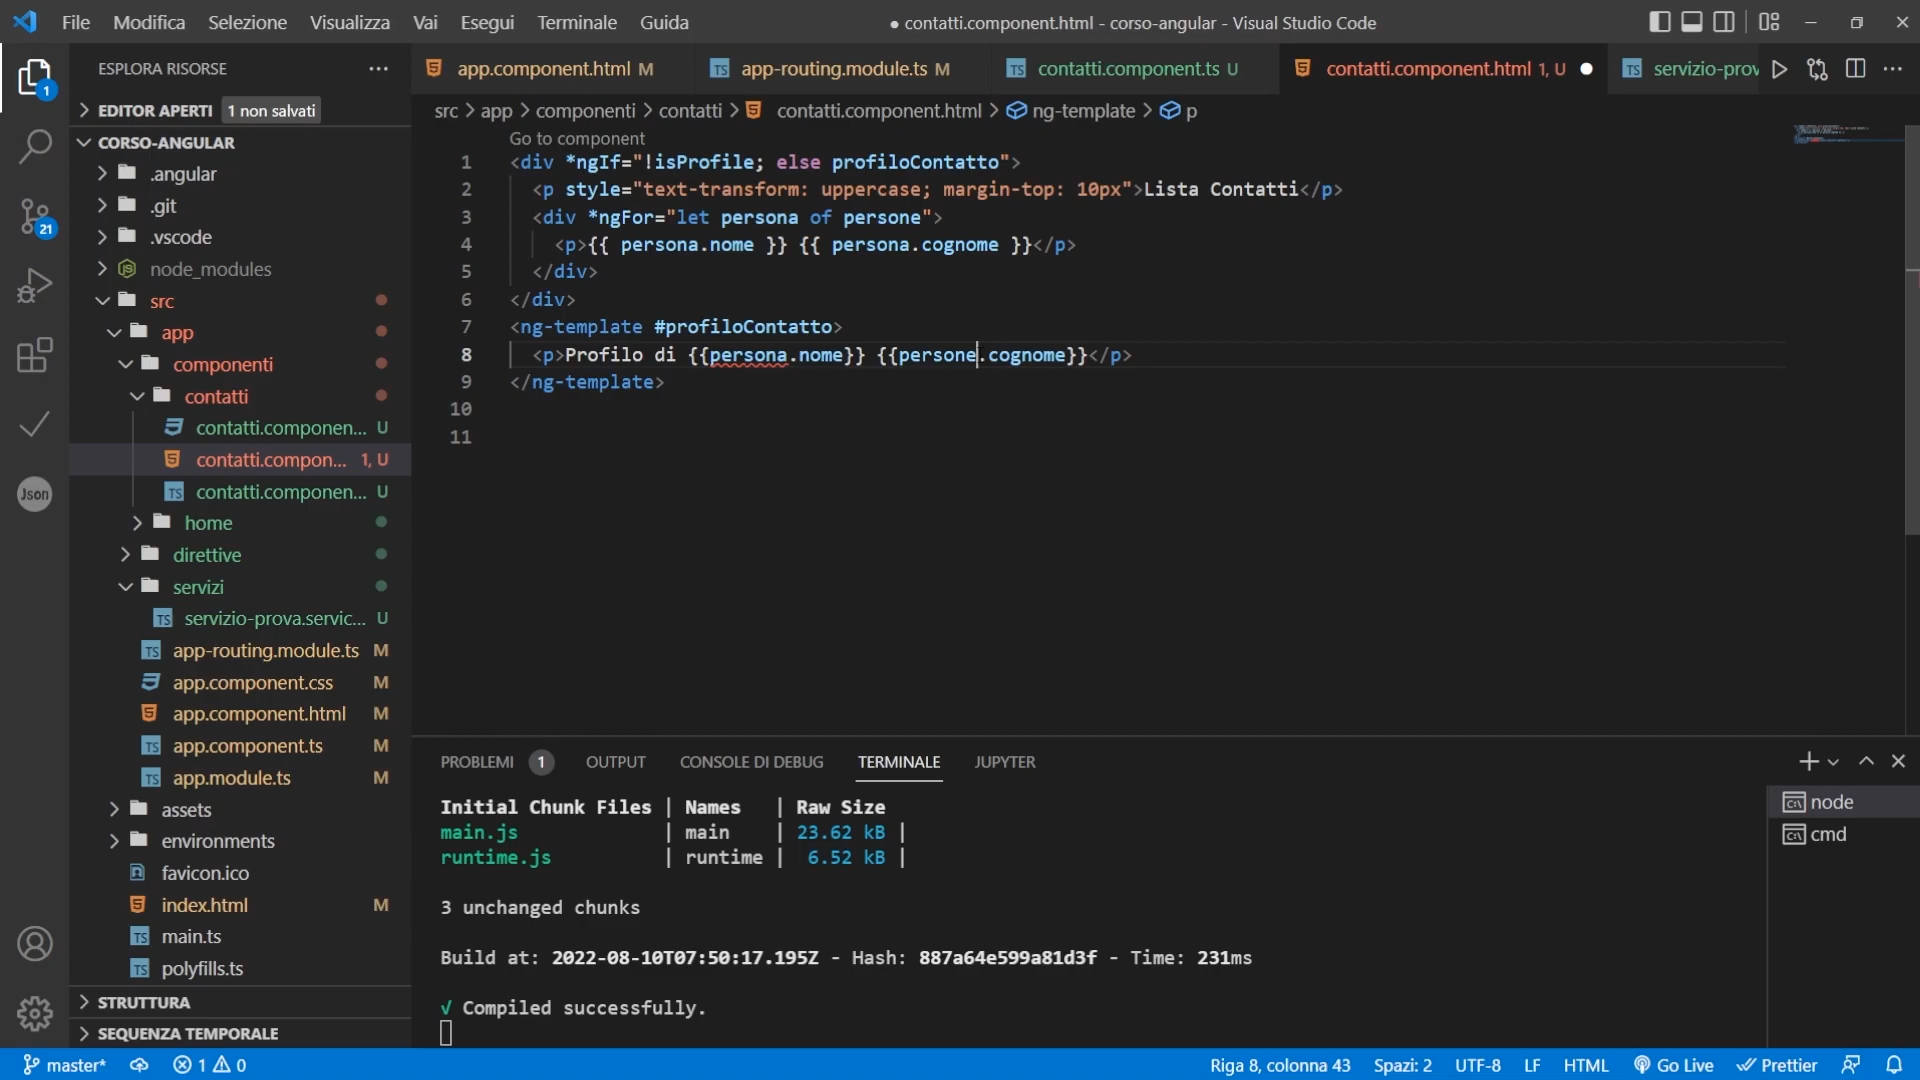 File Modifica Selezione Visualizza Vai Esegui Terminale Guida
● contatti.component.html - corso-angular - Visual Studio Code
ESPLORA RISORSE
EDITOR APERTI 1 non salvati
CORSO-ANGULAR
.angular
.git
.vscode
node_modules
src
app
componenti
contatti
contatti.componen... U
contatti.compon... 1, U
contatti.componen... U
home
direttive
servizi
servizio-prova.servic... U
app-routing.module.ts M
app.component.css M
app.component.html M
app.component.ts M
app.module.ts M
assets
environments
favicon.ico
index.html M
main.ts
polyfills.ts
STRUTTURA
SEQUENZA TEMPORALE
1
21
Json
app.component.html M
app-routing.module.ts M
contatti.component.ts U
contatti.component.html 1, U
servizio-prov
src > app > componenti > contatti > contatti.component.html > ng-template > p
Go to component
1 <div *ngIf="!isProfile; else profiloContatto">
2 <p style="text-transform: uppercase; margin-top: 10px">Lista Contatti</p>
3 <div *ngFor="let persona of persone">
4 <p>{{ persona.nome }} {{ persona.cognome }}</p>
5 </div>
6 </div>
7 <ng-template #profiloContatto>
8 <p>Profilo di {{persona.nome}} {{persone.cognome}}</p>
9 </ng-template>
10
11
PROBLEMI 1 OUTPUT CONSOLE DI DEBUG TERMINALE JUPYTER
Initial Chunk Files | Names | Raw Size
main.js | main | 23.62 kB |
runtime.js | runtime | 6.52 kB |
3 unchanged chunks
Build at: 2022-08-10T07:50:17.195Z - Hash: 887a64e599a81d3f - Time: 231ms
√ Compiled successfully.
node
cmd
master* 1 0
Riga 8, colonna 43 Spazi: 2 UTF-8 LF HTML Go Live Prettier